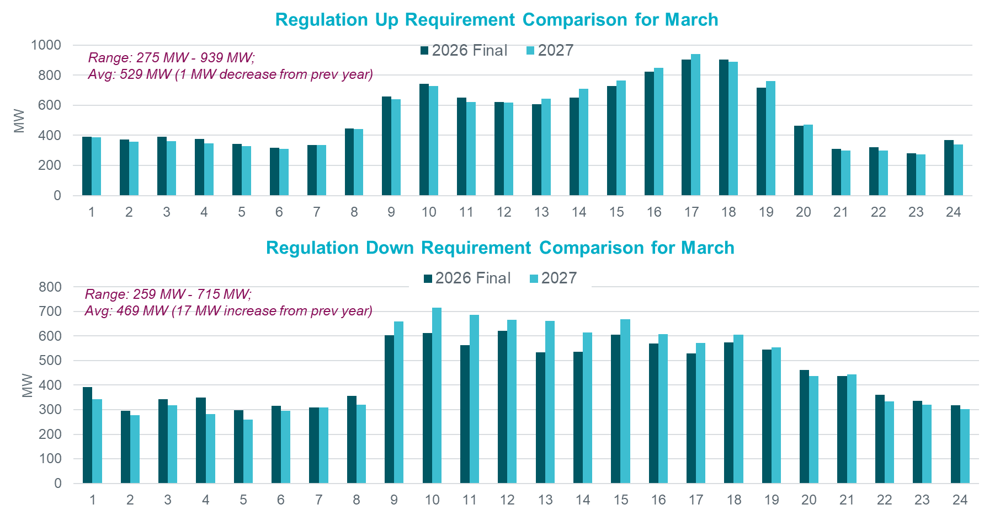 Regulation Up Requirement Comparison for March
2026 Final 2027
Range: 275 MW - 939 MW;
Avg: 529 MW (1 MW decrease from prev year)
MW
1000
800
600
400
200
0
1 2 3 4 5 6 7 8 9 10 11 12 13 14 15 16 17 18 19 20 21 22 23 24
Regulation Down Requirement Comparison for March
2026 Final 2027
Range: 259 MW - 715 MW;
Avg: 469 MW (17 MW increase from prev year)
MW
800
700
600
500
400
300
200
100
0
1 2 3 4 5 6 7 8 9 10 11 12 13 14 15 16 17 18 19 20 21 22 23 24